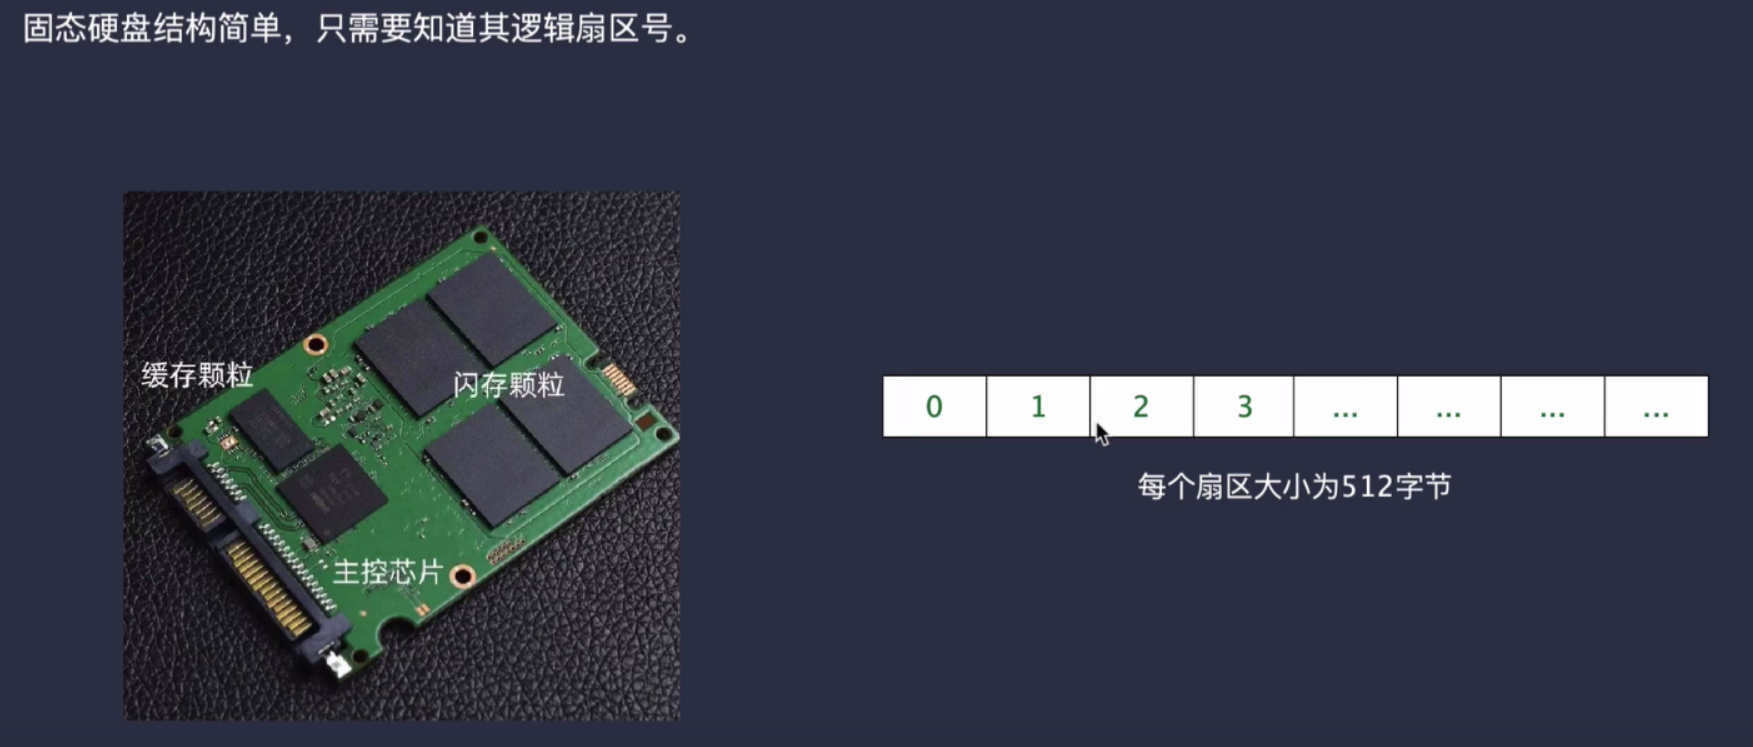 固态硬盘结构简单，只需要知道其逻辑扇区号。
缓存颗粒
闪存颗粒
主控芯片
0 1 2 3 ... ... ... ...
每个扇区大小为512字节